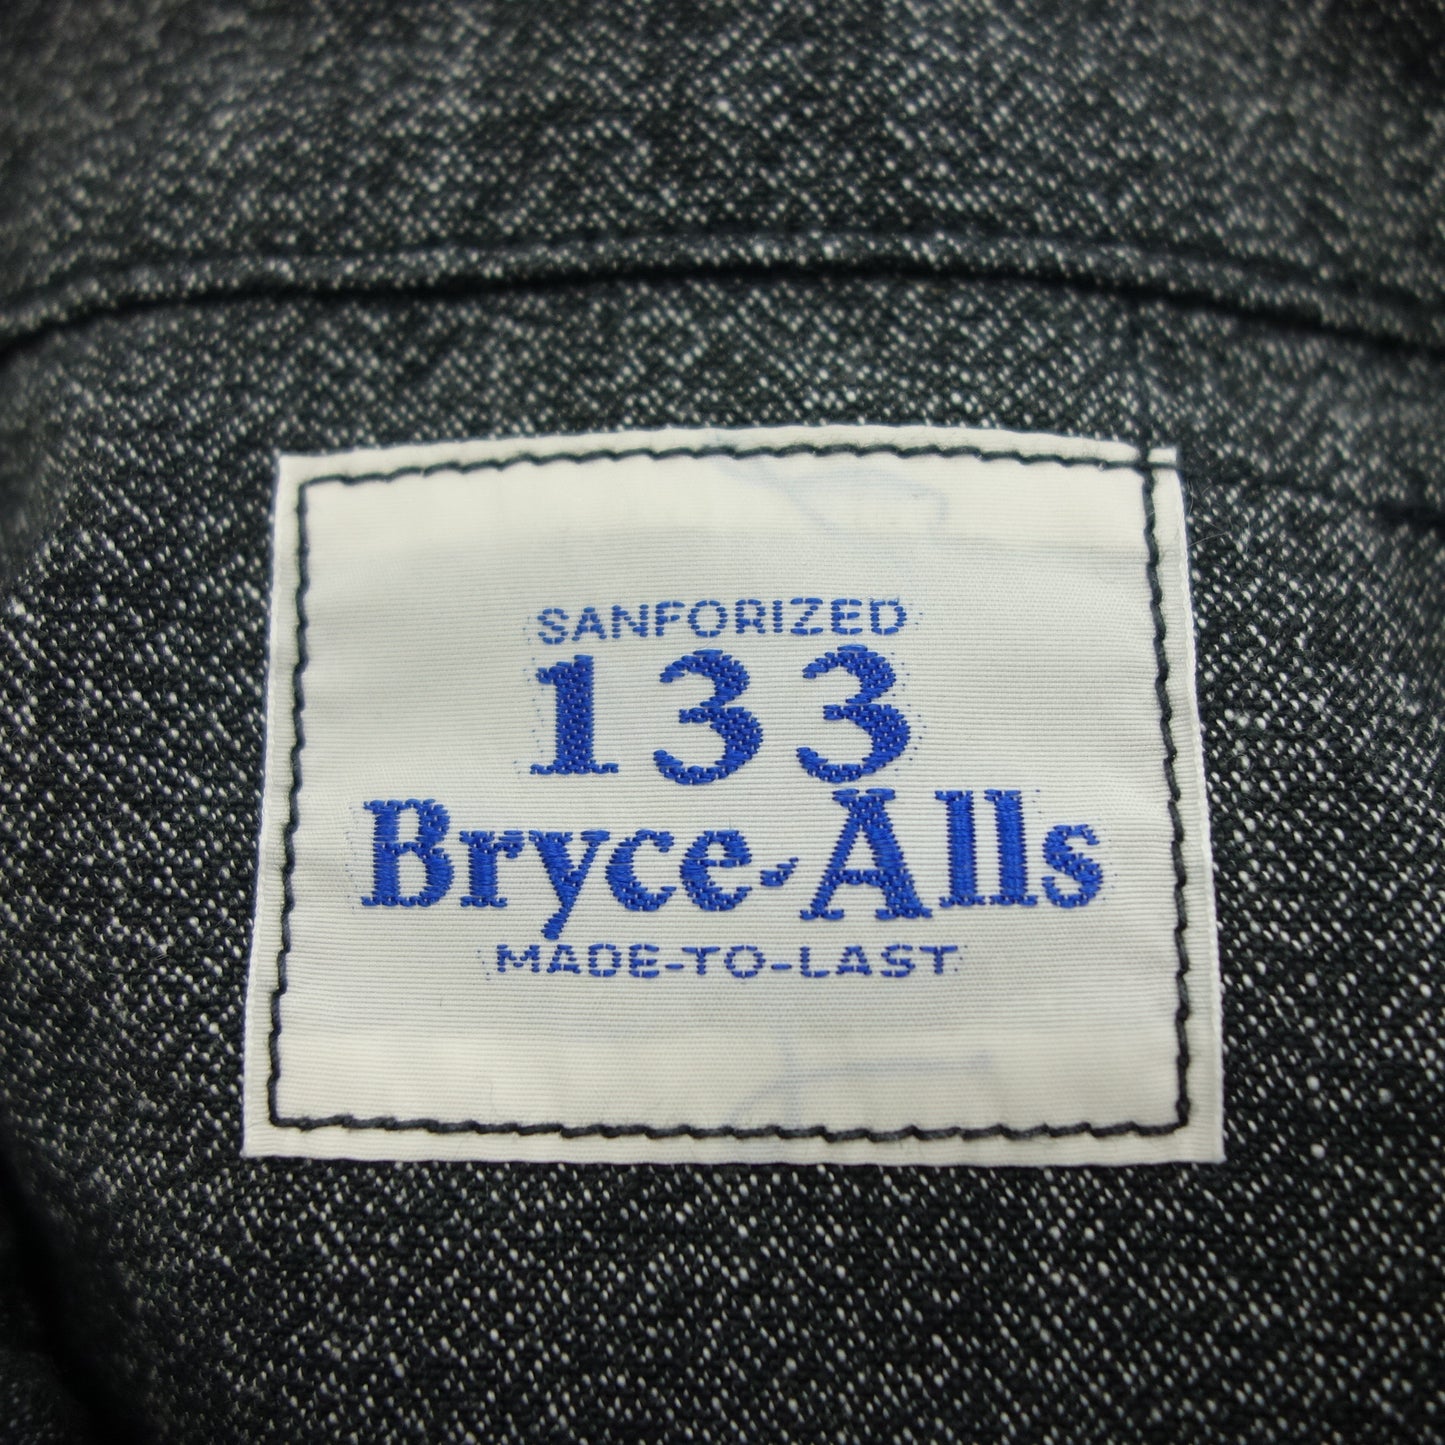 SANFORIZED
133
Bryce-Alls
MADE-TO-LAST